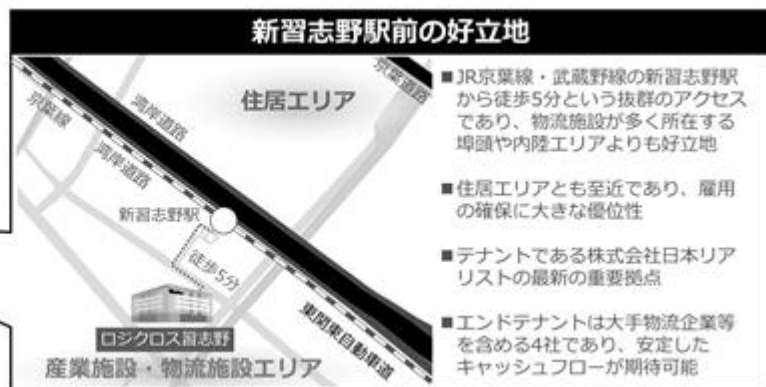 新習志野駅前の好立地
住居エリア
京葉道路
京葉線
湾岸道路
湾岸道路
新習志野駅
徒歩5分
ロジクロス習志野
東関東自動車道
産業施設・物流施設エリア
■JR京葉線・武蔵野線の新習志野駅
から徒歩5分という抜群のアクセス
であり、物流施設が多く所在する
埠頭や内陸エリアよりも好立地
■住居エリアとも至近であり、雇用
の確保に大きな優位性
■テナントである株式会社日本リア
リストの最新の重要拠点
■エンドテナントは大手物流企業等
を含める4社であり、安定した
キャッシュフローが期待可能